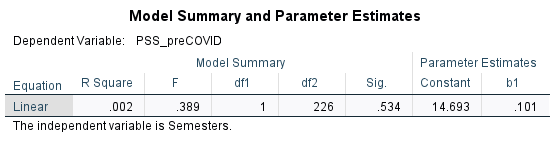 Model Summary and Parameter Estimates
Dependent Variable: PSS_preCOVID
Model Summary Parameter Estimates
Equation R Square F df1 df2 Sig. Constant b1
Linear .002 .389 1 226 .534 14.693 .101
The independent variable is Semesters.